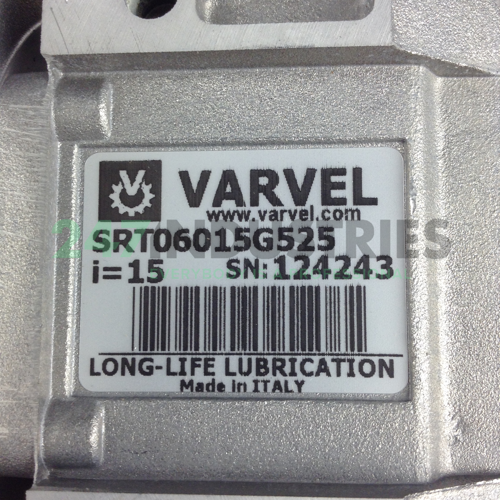 VARVEL
www.varvel.com
SRT06015G525
i=15 SN:124243
LONG-LIFE LUBRICATION
Made in ITALY